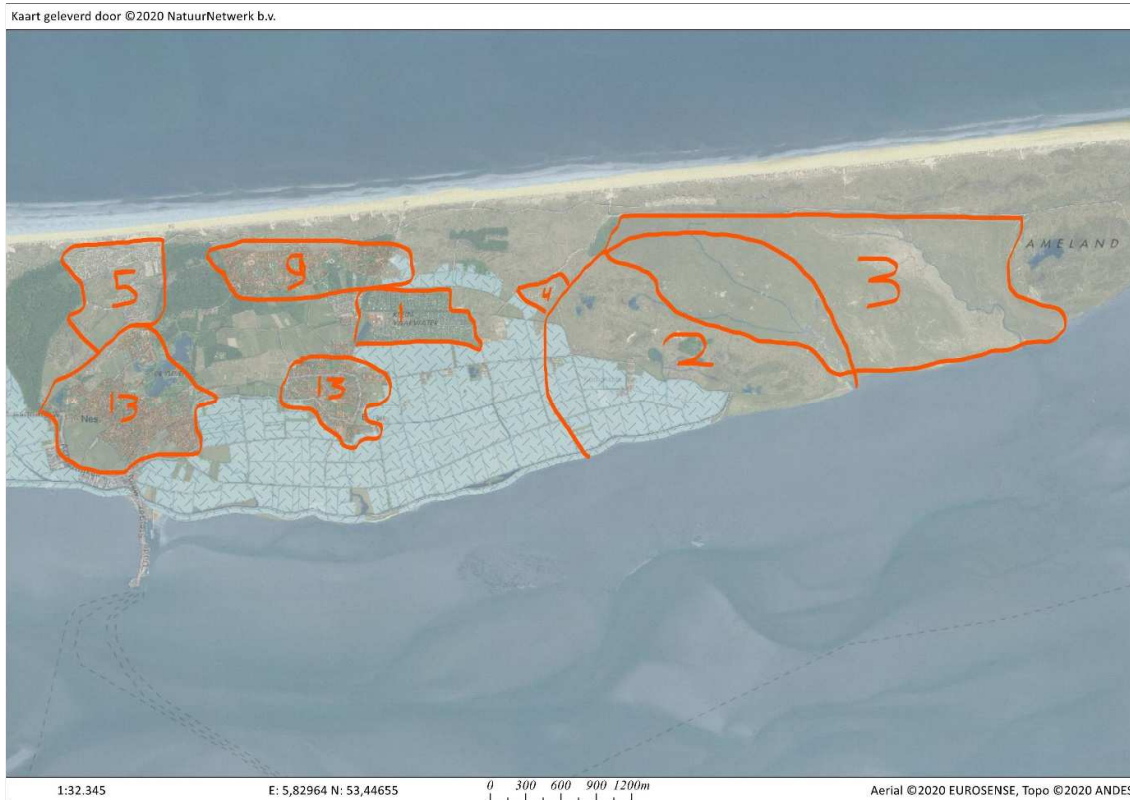 Kaart geleverd door ©2020 NatuurNetwerk b.v.
5
9
3
AMELAND
4
1
2
13
13
Nes
1:32.345
E: 5,82964 N: 53,44655
0 300 600 900 1200m
Aerial ©2020 EUROSENSE, Topo ©2020 ANDES